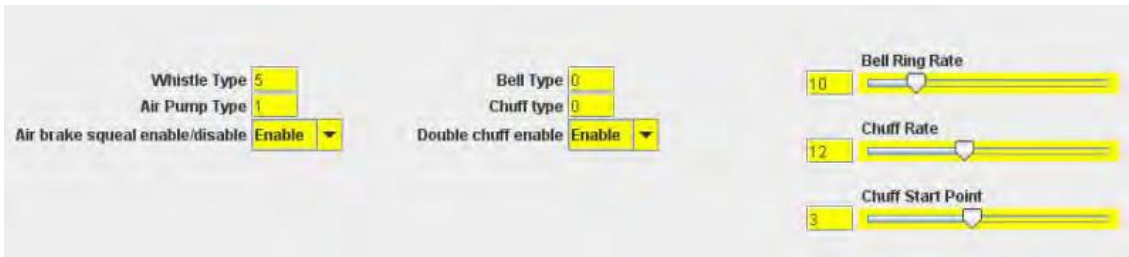 Whistle Type 5
Air Pump Type 1
Air brake squeal enable/disable Enable
Bell Type 0
Chuff type 0
Double chuff enable Enable
Bell Ring Rate
10
Chuff Rate
12
Chuff Start Point
3